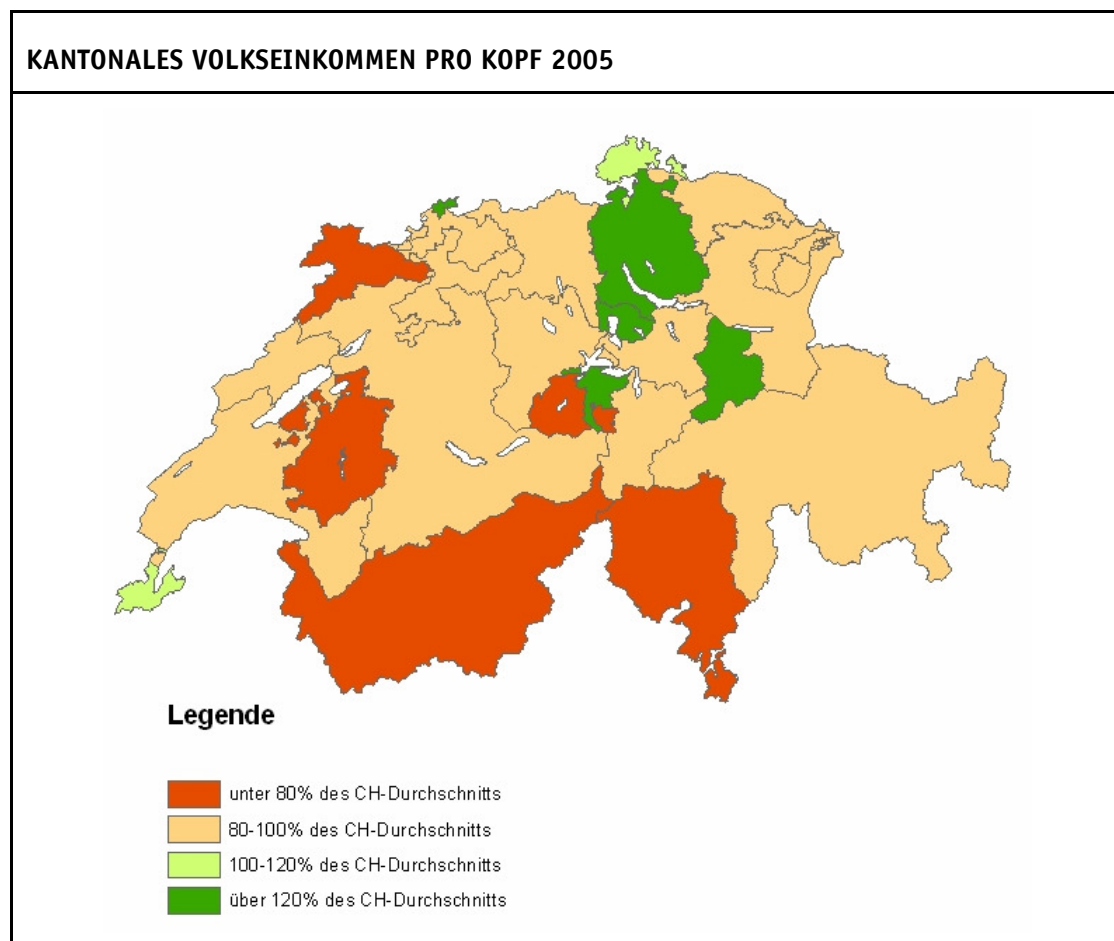 KANTONALES VOLKSEINKOMMEN PRO KOPF 2005
Legende
unter 80% des CH-Durchschnitts
80-100% des CH-Durchschnitts
100-120% des CH-Durchschnitts
über 120% des CH-Durchschnitts